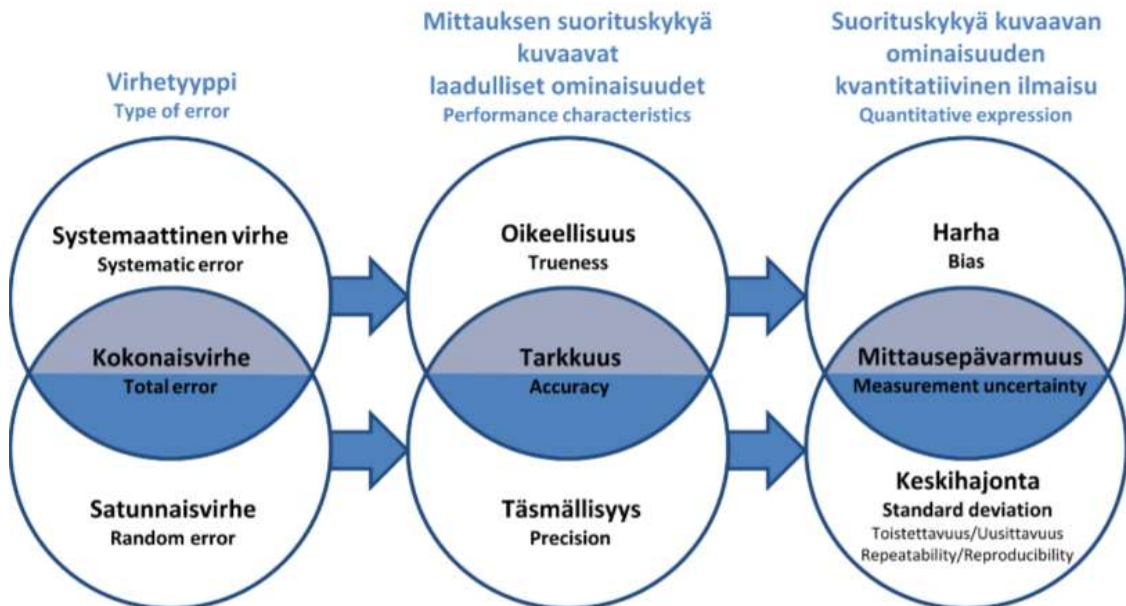 Virhetyyppi
Type of error
Mittauksen suorituskykyä
kuvaavat
laadulliset ominaisuudet
Performance characteristics
Suorituskykyä kuvaavan
ominaisuuden
kvantitatiivinen ilmaisu
Quantitative expression
Systemaattinen virhe
Systematic error
Oikeellisuus
Trueness
Harha
Bias
Kokonaisvirhe
Total error
Tarkkuus
Accuracy
Mittausepävarmuus
Measurement uncertainty
Satunnaisvirhe
Random error
Täsmällisyys
Precision
Keskihajonta
Standard deviation
Toistettavuus/Uusittavuus
Repeatability/Reproducibility